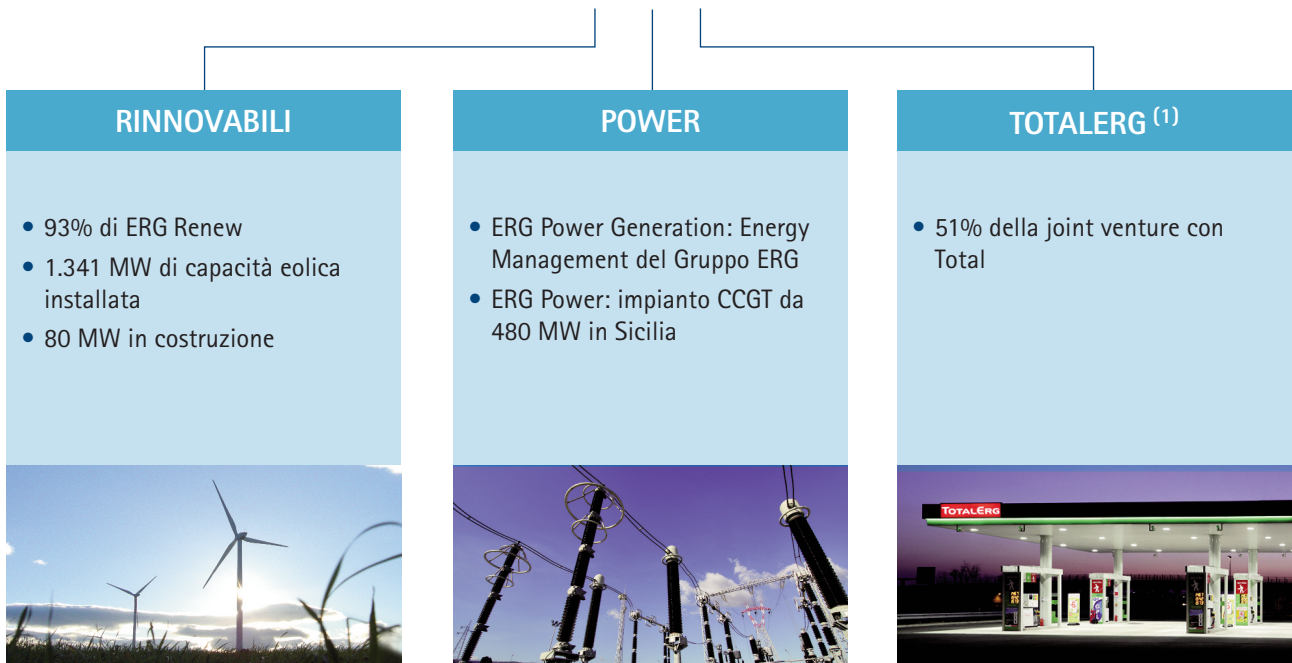 RINNOVABILI
• 93% di ERG Renew
• 1.341 MW di capacità eolica
installata
• 80 MW in costruzione
POWER
• ERG Power Generation: Energy
Management del Gruppo ERG
• ERG Power: impianto CCGT da
480 MW in Sicilia
TOTALERG (1)
• 51% della joint venture con
Total
TOTALERG